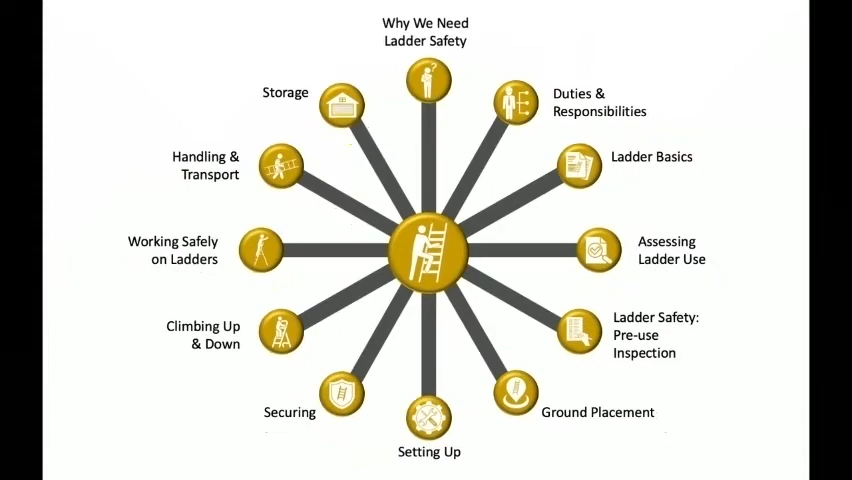 Why We Need
Ladder Safety
Duties &
Responsibilities
Ladder Basics
Assessing
Ladder Use
Ladder Safety:
Pre-use
Inspection
Ground Placement
Setting Up
Securing
Climbing Up
& Down
Working Safely
on Ladders
Handling &
Transport
Storage